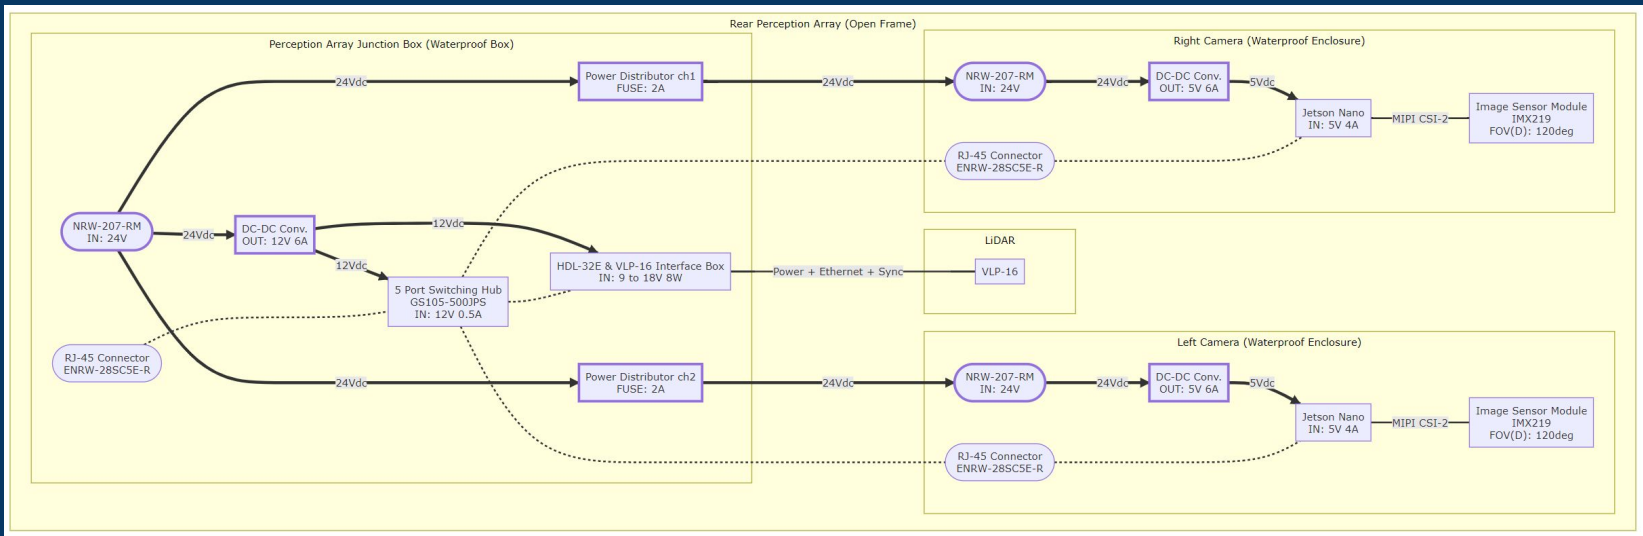 Rear Perception Array (Open Frame)
Perception Array Junction Box (Waterproof Box)
NRW-207-RM
IN: 24V
24Vdc
Power Distributor ch1
FUSE: 2A
24Vdc
24Vdc
DC-DC Conv.
OUT: 12V 6A
12Vdc
12Vdc
HDL-32E & VLP-16 Interface Box
IN: 9 to 18V 8W
5 Port Switching Hub
GS105-500JPS
IN: 12V 0.5A
RJ-45 Connector
ENRW-28SC5E-R
24Vdc
Power Distributor ch2
FUSE: 2A
24Vdc
Power + Ethernet + Sync
Right Camera (Waterproof Enclosure)
NRW-207-RM
IN: 24V
24Vdc
DC-DC Conv.
OUT: 5V 6A
5Vdc
Jetson Nano
IN: 5V 4A
MIPI CSI-2
Image Sensor Module
IMX219
FOV(D): 120deg
RJ-45 Connector
ENRW-28SC5E-R
LiDAR
VLP-16
Left Camera (Waterproof Enclosure)
NRW-207-RM
IN: 24V
24Vdc
DC-DC Conv.
OUT: 5V 6A
5Vdc
Jetson Nano
IN: 5V 4A
MIPI CSI-2
Image Sensor Module
IMX219
FOV(D): 120deg
RJ-45 Connector
ENRW-28SC5E-R